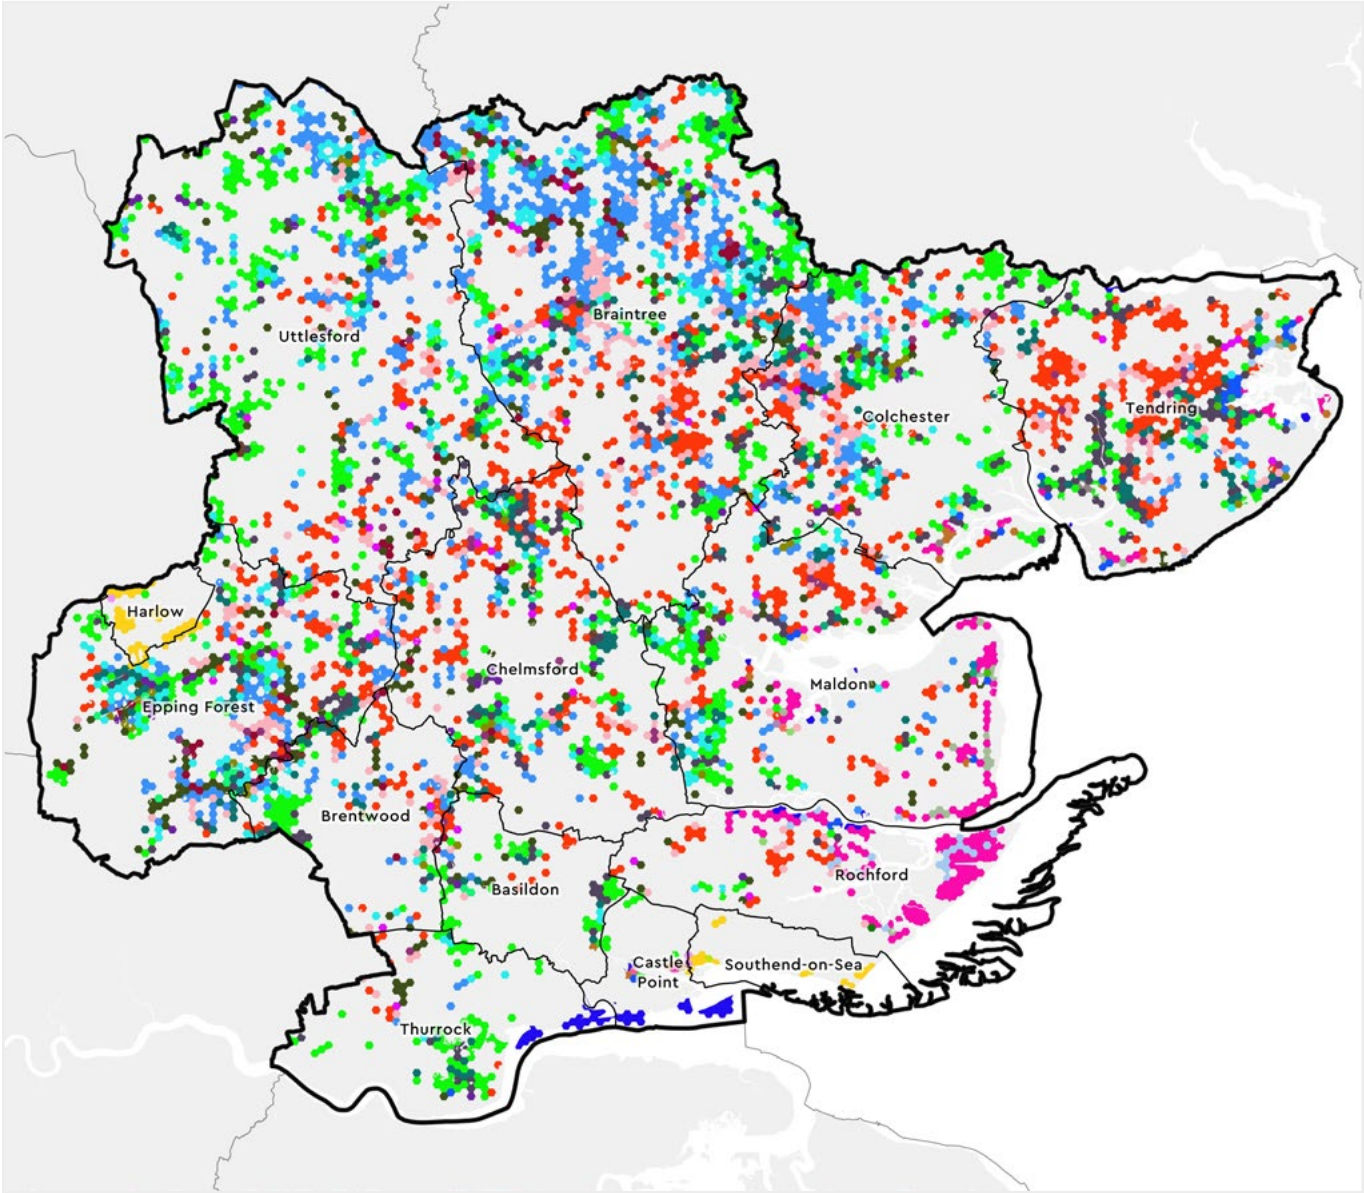 Uttlesford
Braintree
Colchester
Tendring
Harlow
Epping Forest
Chelmsford
Maldon
Brentwood
Basildon
Rochford
Castle
Point
Southend-on-Sea
Thurrock